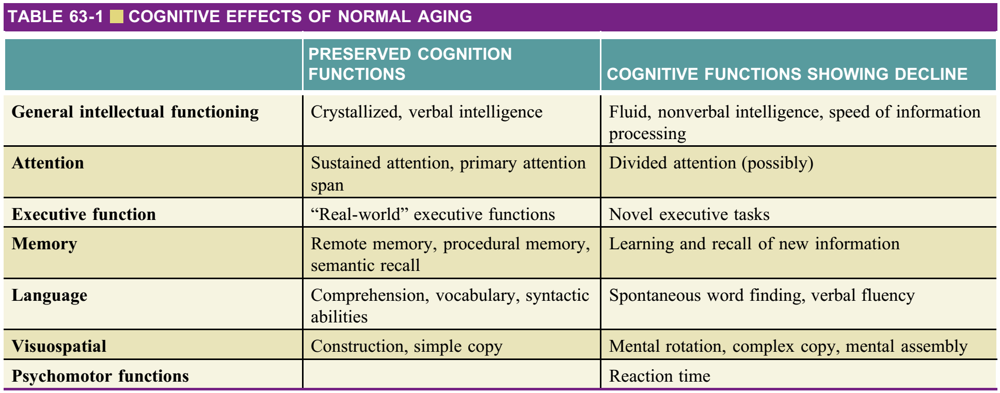 TABLE 63-1 COGNITIVE EFFECTS OF NORMAL AGING
PRESERVED COGNITION
FUNCTIONS
COGNITIVE FUNCTIONS SHOWING DECLINE
General intellectual functioning
Crystallized, verbal intelligence
Fluid, nonverbal intelligence, speed of information
processing
Attention
Sustained attention, primary attention
span
Divided attention (possibly)
Executive function
“Real-world” executive functions
Novel executive tasks
Memory
Remote memory, procedural memory,
semantic recall
Learning and recall of new information
Language
Comprehension, vocabulary, syntactic
abilities
Spontaneous word finding, verbal fluency
Visuospatial
Construction, simple copy
Mental rotation, complex copy, mental assembly
Psychomotor functions
Reaction time